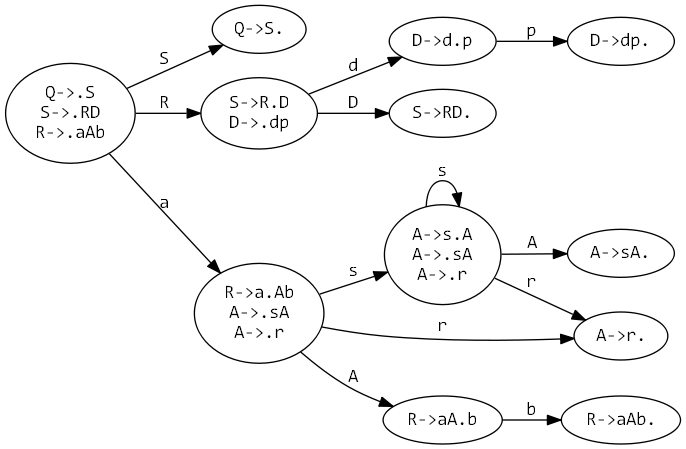 Q->S.
S
D->d.p
p
D->dp.
d
Q->.S
S->.RD
R->.aAb
R
S->R.D
D->.dp
D
S->RD.
a
s
A->s.A
A->.sA
A->.r
A
A->sA.
r
R->a.Ab
A->.sA
A->.r
s
r
A->r.
A
R->aA.b
b
R->aAb.